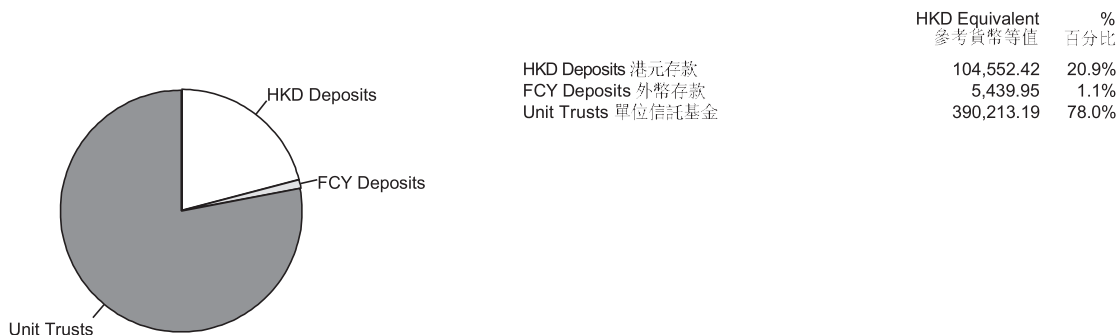 HKD Equivalent %
參考貨幣等值 百分比
HKD Deposits 港元存款 104,552.42 20.9%
FCY Deposits 外幣存款 5,439.95 1.1%
Unit Trusts 單位信託基金 390,213.19 78.0%
HKD Deposits
FCY Deposits
Unit Trusts